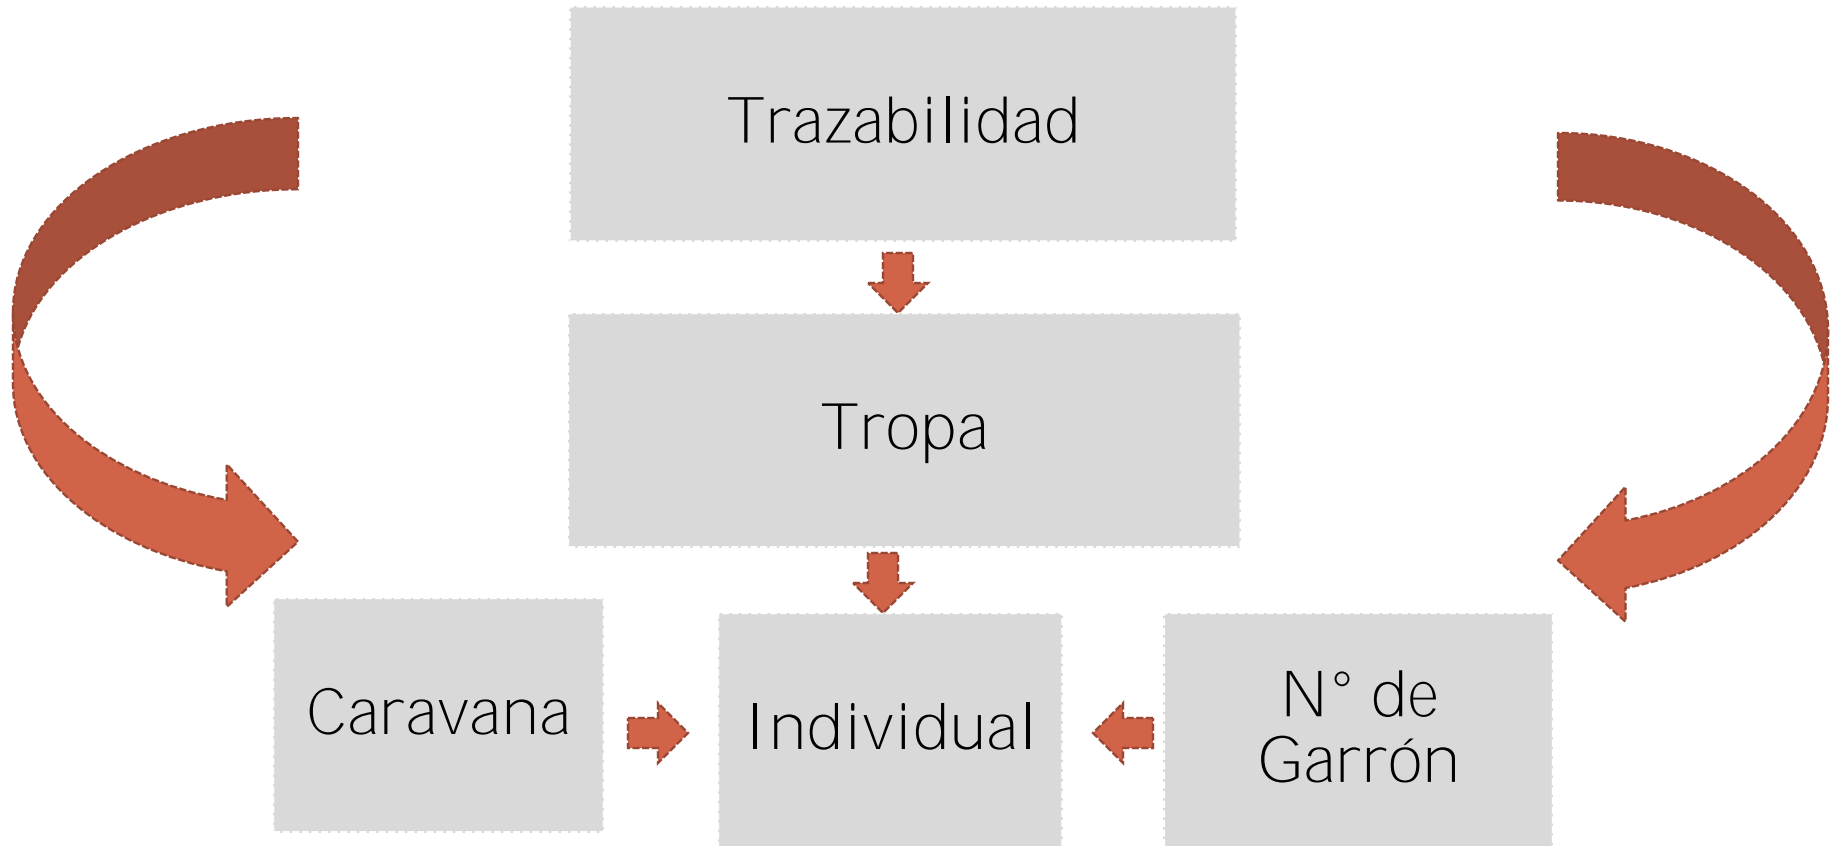 Trazabilidad
Tropa
Caravana
Individual
N° de
Garrón